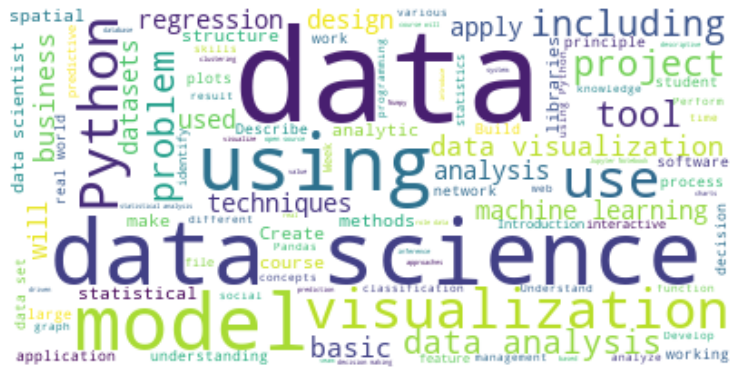 spatial
regression
design
various
course will
apply
including
database
structure
work
principle
descriptive
predictive
skills
clustering
data
system
libraries
project
business
Python
datasets
problem
plots
programming
statistics
knowledge
student
data scientist
result
numpy
using Python
tool
Perform
time
real world
used
Describe
analytic
Build
identify
visualize
open source
Week
using
data visualization
value
analysis
use
Jupyter Notebook
software
network
web
process
charts
techniques
machine learning
will
statistical analysis
real
make
different
methods
Introduction
interactive
decision
data science
Create
Pandas
inference
approaches
data set
file
course
concepts
driven
prediction
classification
Understand
function
statistical
social
model
visualization
large
graph
Develop
basic
data analysis
application
understanding
decision making
feature
management
based
analyze
working